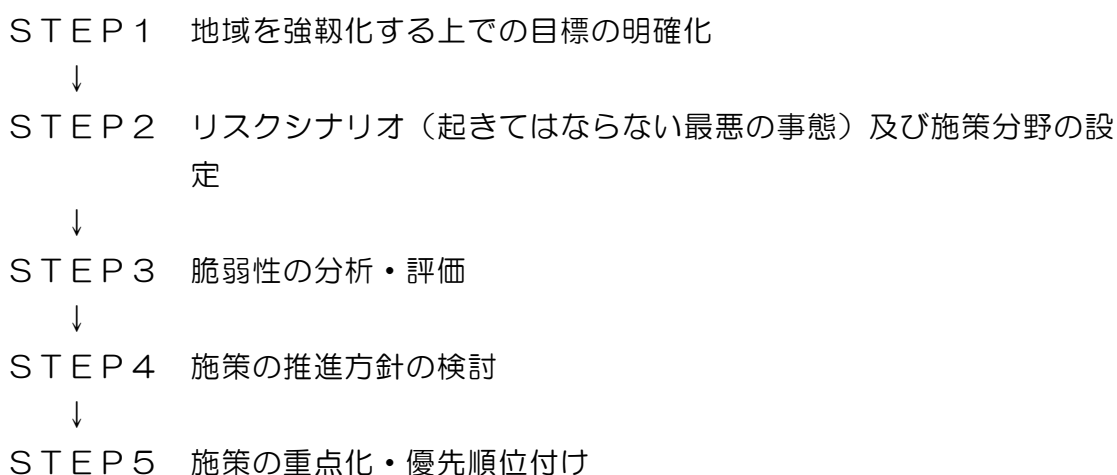 ＳＴＥＰ１　地域を強靱化する上での目標の明確化
↓
ＳＴＥＰ２　リスクシナリオ（起きてはならない最悪の事態）及び施策分野の設
定
↓
ＳＴＥＰ３　脆弱性の分析・評価
↓
ＳＴＥＰ４　施策の推進方針の検討
↓
ＳＴＥＰ５　施策の重点化・優先順位付け